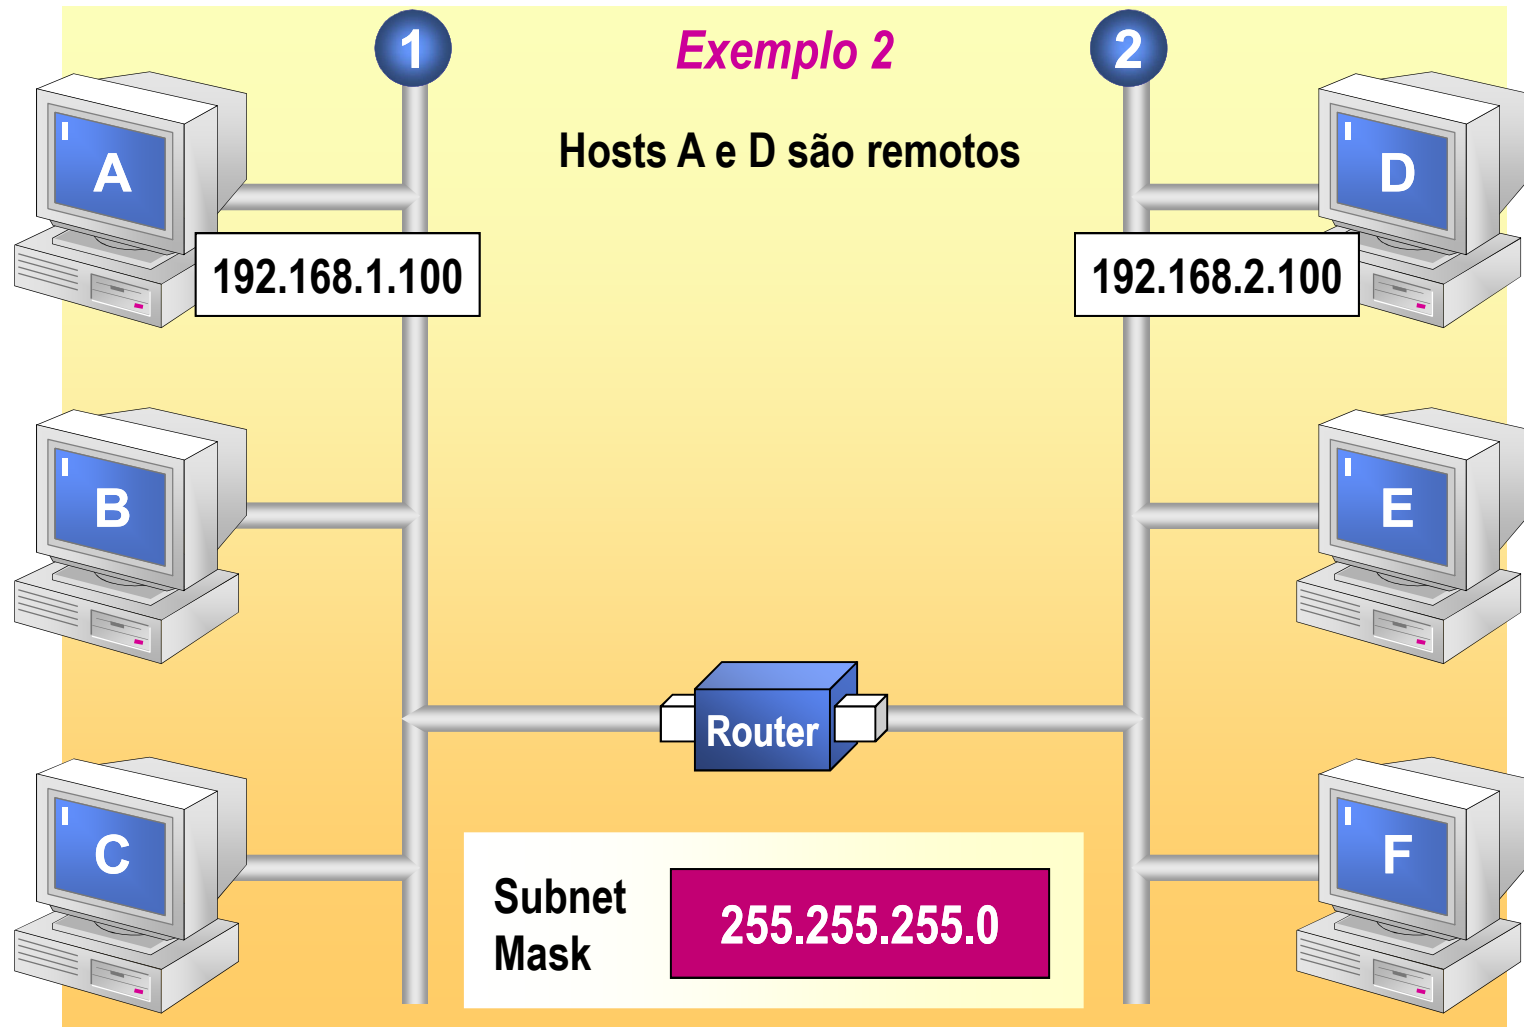 1
Exemplo 2
2
Hosts A e D são remotos
A
D
192.168.1.100
192.168.2.100
B
E
Router
C
F
Subnet
Mask
255.255.255.0